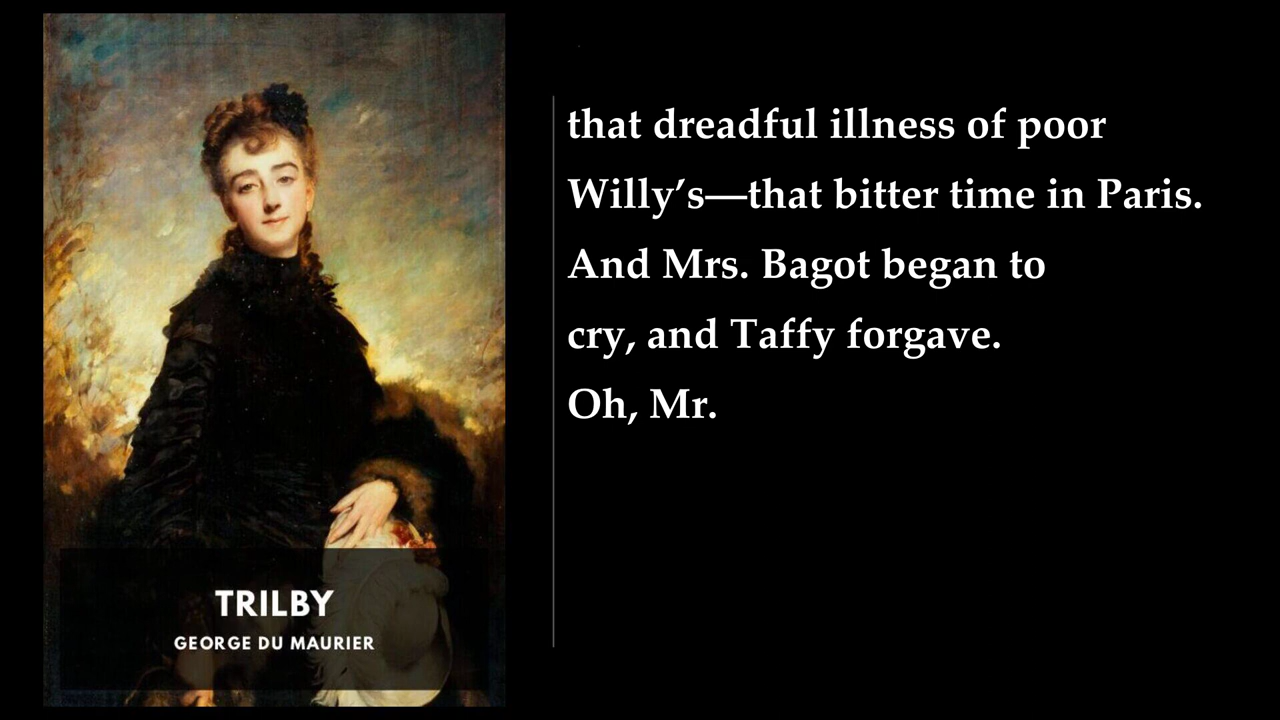 TRILBY
GEORGE DU MAURIER
that dreadful illness of poor
Willy’s—that bitter time in Paris.
And Mrs. Bagot began to
cry, and Taffy forgave.
Oh, Mr.